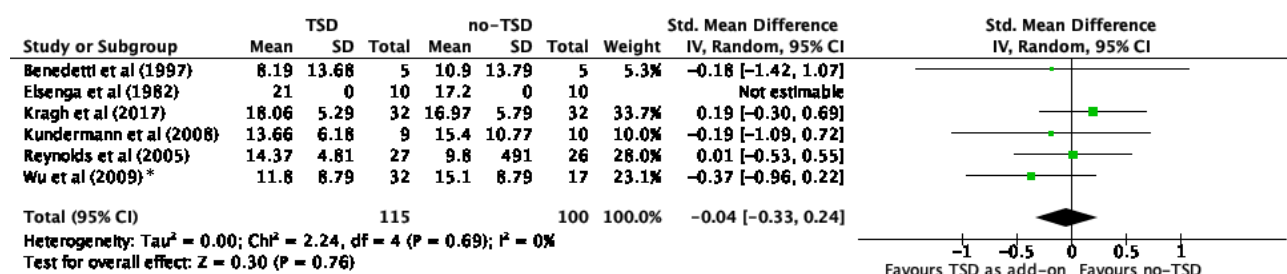 TSD no-TSD Std. Mean Difference Std. Mean Difference
Study or Subgroup Mean SD Total Mean SD Total Weight IV, Random, 95% CI IV, Random, 95% CI
Benedetti et al (1997) 8.19 13.68 5 10.9 13.79 5 5.3% -0.18 [-1.42, 1.07]
Elsenga et al (1982) 21 0 10 17.2 0 10 Not estimable
Kragh et al (2017) 18.06 5.29 32 16.97 5.79 32 33.7% 0.19 [-0.30, 0.69]
Kundermann et al (2008) 13.66 6.18 9 15.4 10.77 10 10.0% -0.19 [-1.09, 0.72]
Reynolds et al (2005) 14.37 4.81 27 9.8 491 26 28.0% 0.01 [-0.53, 0.55]
Wu et al (2009)* 11.8 8.79 32 15.1 8.79 17 23.1% -0.37 [-0.96, 0.22]
Total (95% CI) 115 100 100.0% -0.04 [-0.33, 0.24]
Heterogeneity: Tau² = 0.00; Chi² = 2.24, df = 4 (P = 0.69); I² = 0%
Test for overall effect: Z = 0.30 (P = 0.76)
-1 -0.5 0 0.5 1
Favours TSD as add-on Favours no-TSD